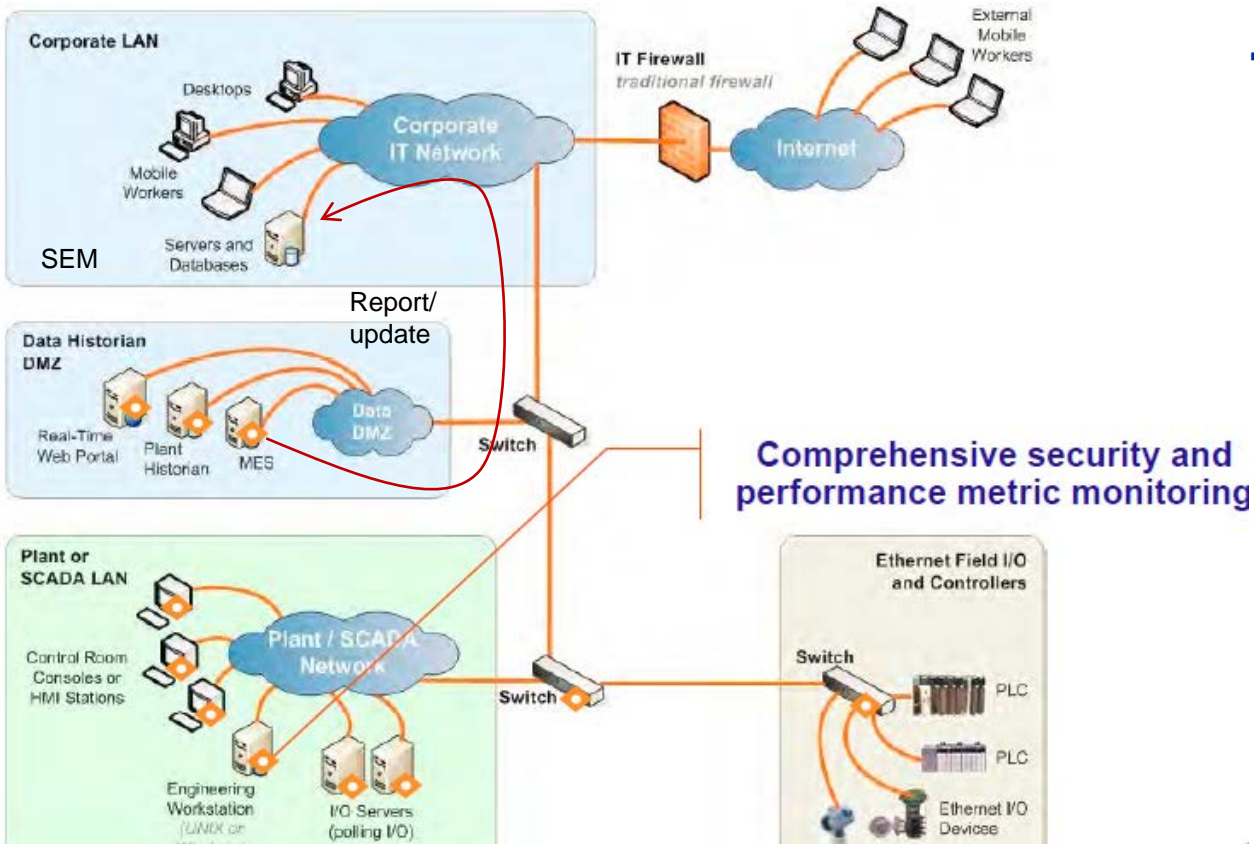 Corporate LAN
Desktops
Mobile
Workers
Servers and
Databases
SEM
Corporate
IT Network
IT Firewall
traditional firewall
Internet
External
Mobile
Workers
Report/
update
Data Historian
DMZ
Real-Time
Web Portal
Plant
Historian
MES
Data
DMZ
Switch
Comprehensive security and
performance metric monitoring
Plant or
SCADA LAN
Control Room
Consoles or
HMI Stations
Plant / SCADA
Network
Engineering
Workstation
(UNIX or
I/O Servers
(polling I/O)
Switch
Ethernet Field I/O
and Controllers
Switch
PLC
PLC
Ethernet I/O
Devices